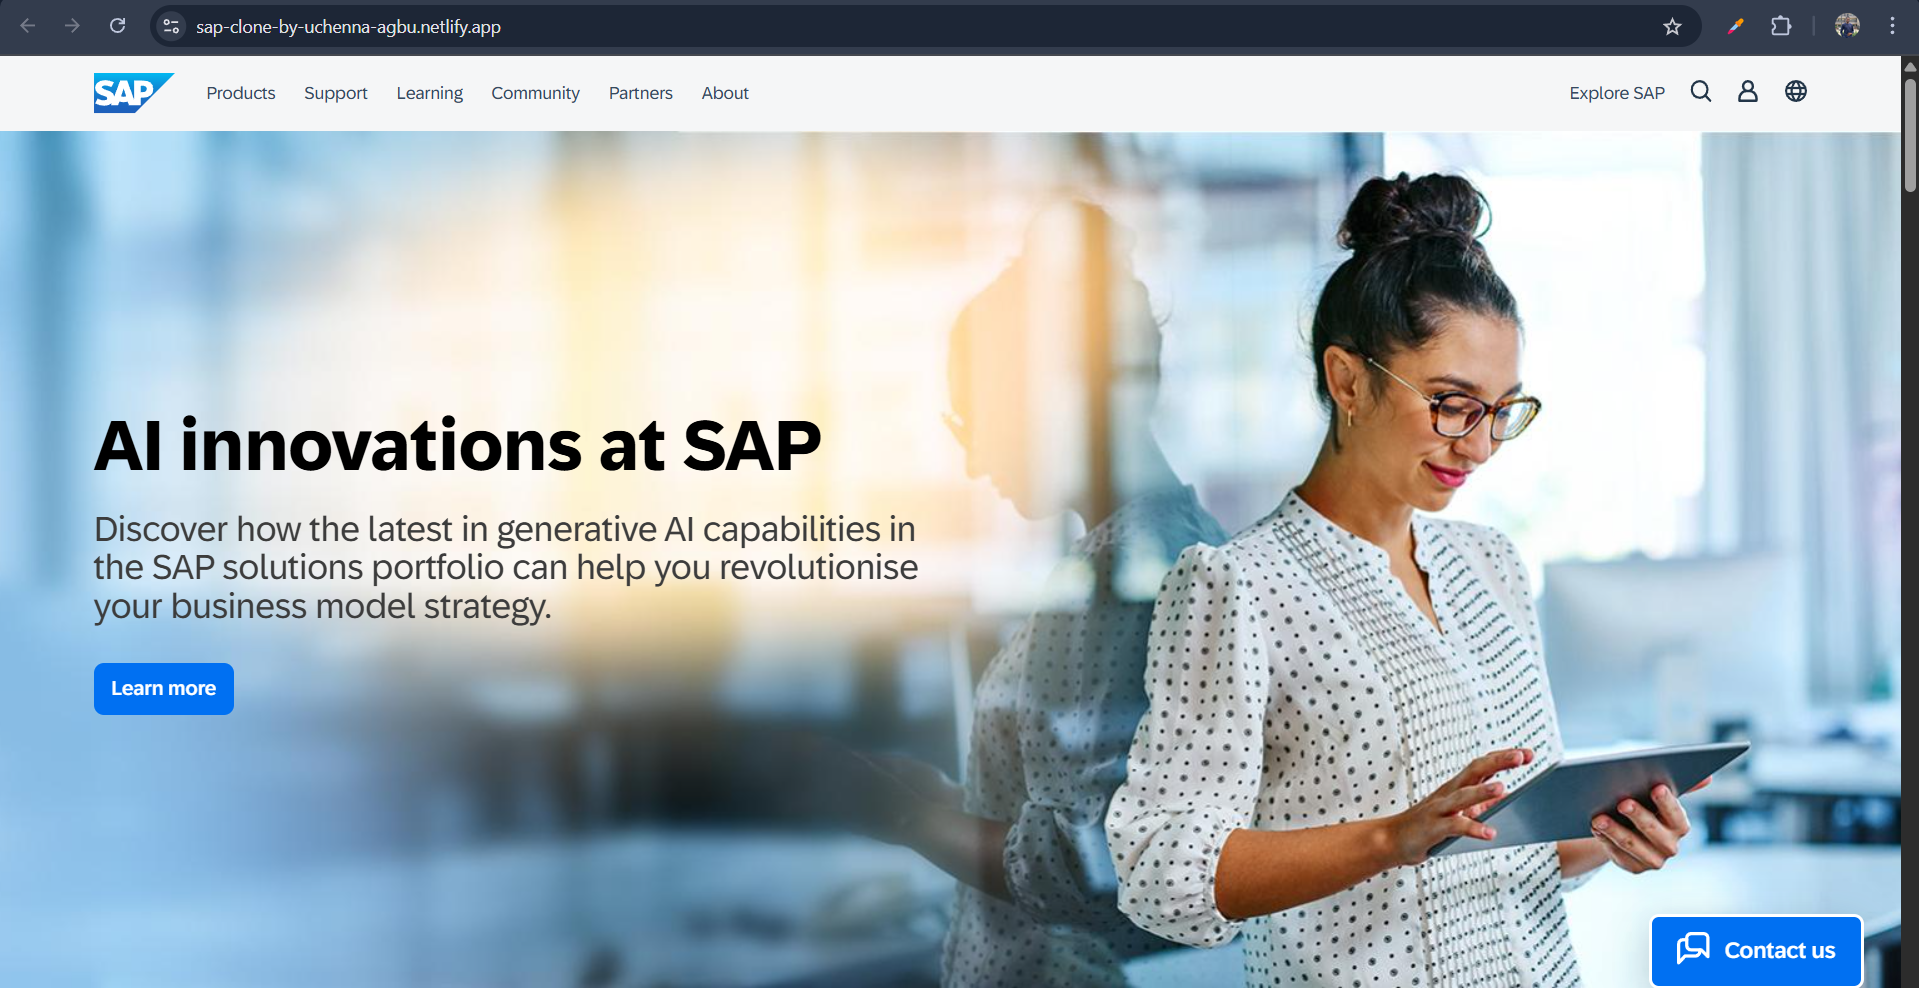 sap-clone-by-uchenna-agbu.netlify.app
SAP Products Support Learning Community Partners About Explore SAP
AI innovations at SAP
Discover how the latest in generative AI capabilities in
the SAP solutions portfolio can help you revolutionise
your business model strategy.
Learn more
Contact us